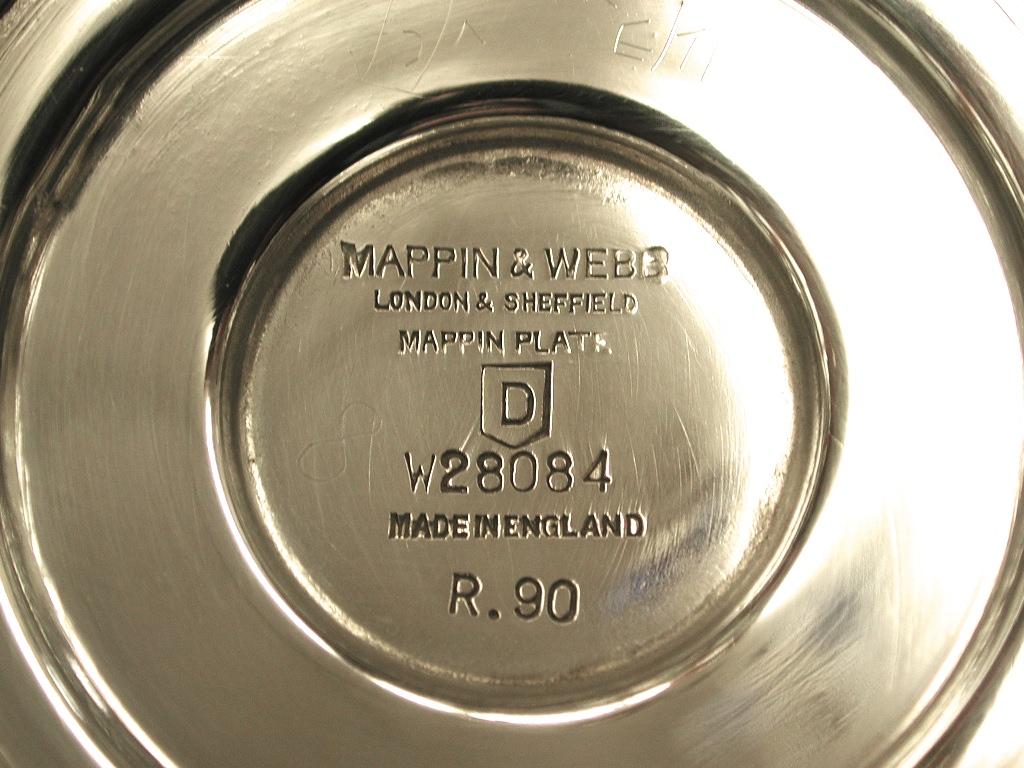 MAPPIN & WEBB
LONDON & SHEFFIELD
MAPPIN PLATE
D
W28084
MADE IN ENGLAND
R.90